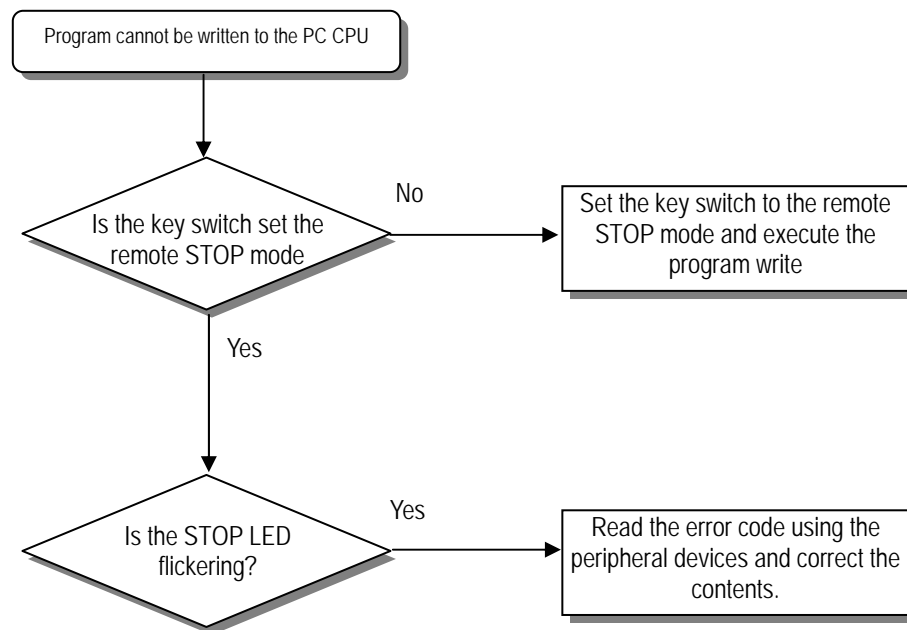 Program cannot be written to the PC CPU
Is the key switch set the
remote STOP mode
No
Set the key switch to the remote
STOP mode and execute the
program write
Yes
Is the STOP LED
flickering?
Yes
Read the error code using the
peripheral devices and correct the
contents.